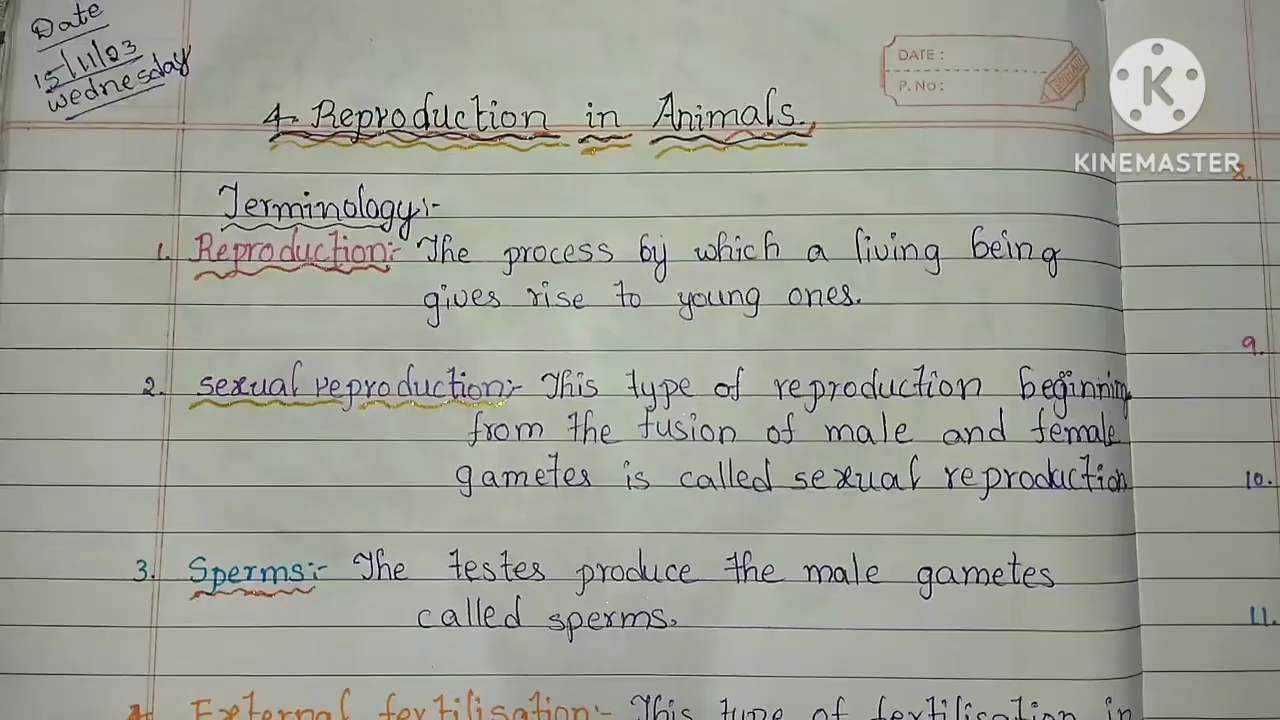 Date
15/11/23
Wednesday
DATE :
P. No:
K
KINEMASTER
4. Reproduction in Animals.
Terminology:-
1. Reproduction:- The process by which a living being
gives rise to young ones.
2. sexual reproduction:- This type of reproduction beginning
from the fusion of male and female
gametes is called sexual reproduction
3. Sperms:- The testes produce the male gametes
called sperms.
4. External fertilisation:- This type of fertilisation in
8.
9.
10.
11.